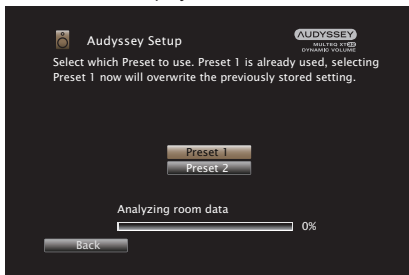 Audyssey Setup
AUDYSSEY
MULTEQ XT32
DYNAMIC VOLUME
Select which Preset to use. Preset 1 is already used, selecting
Preset 1 now will overwrite the previously stored setting.
Preset 1
Preset 2
Analyzing room data
0%
Back